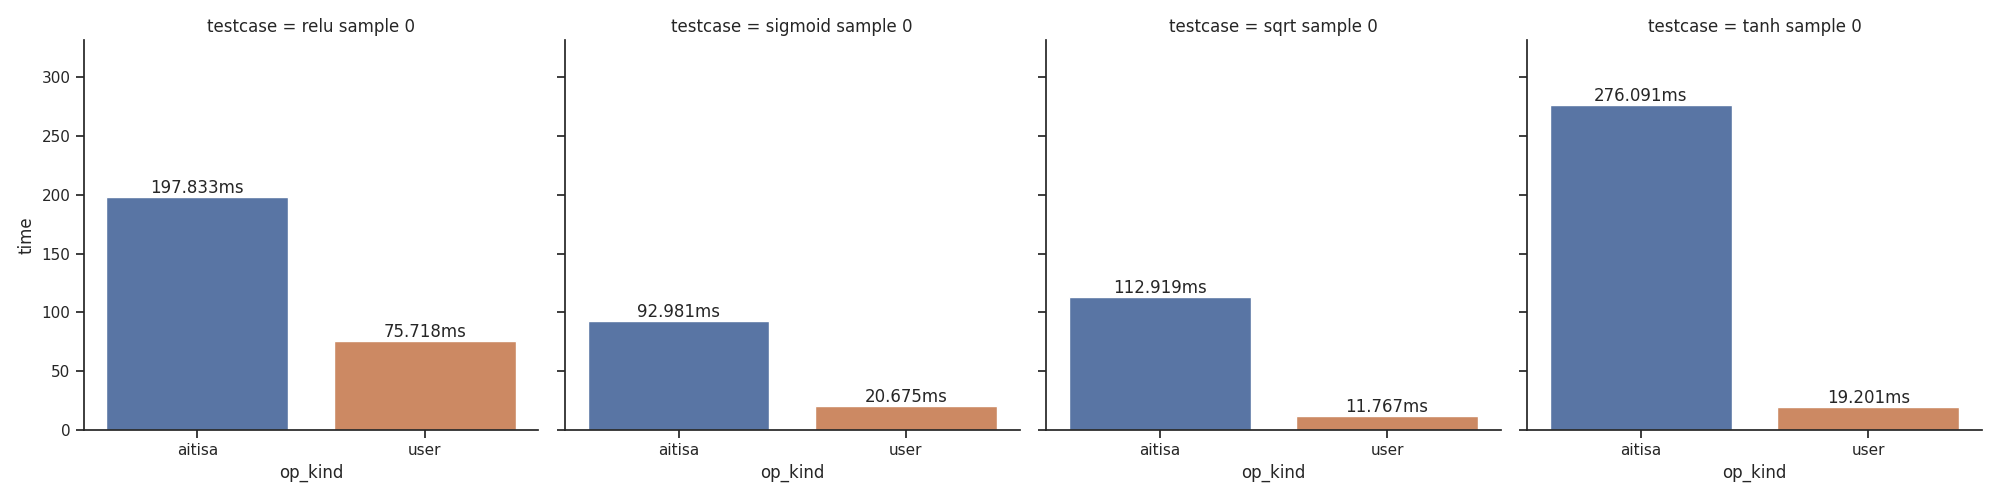 testcase = relu sample 0
testcase = sigmoid sample 0
testcase = sqrt sample 0
testcase = tanh sample 0
time
300
250
200
150
100
50
0
197.833ms
75.718ms
92.981ms
20.675ms
112.919ms
11.767ms
276.091ms
19.201ms
aitisa
user
aitisa
user
aitisa
user
aitisa
user
op_kind
op_kind
op_kind
op_kind